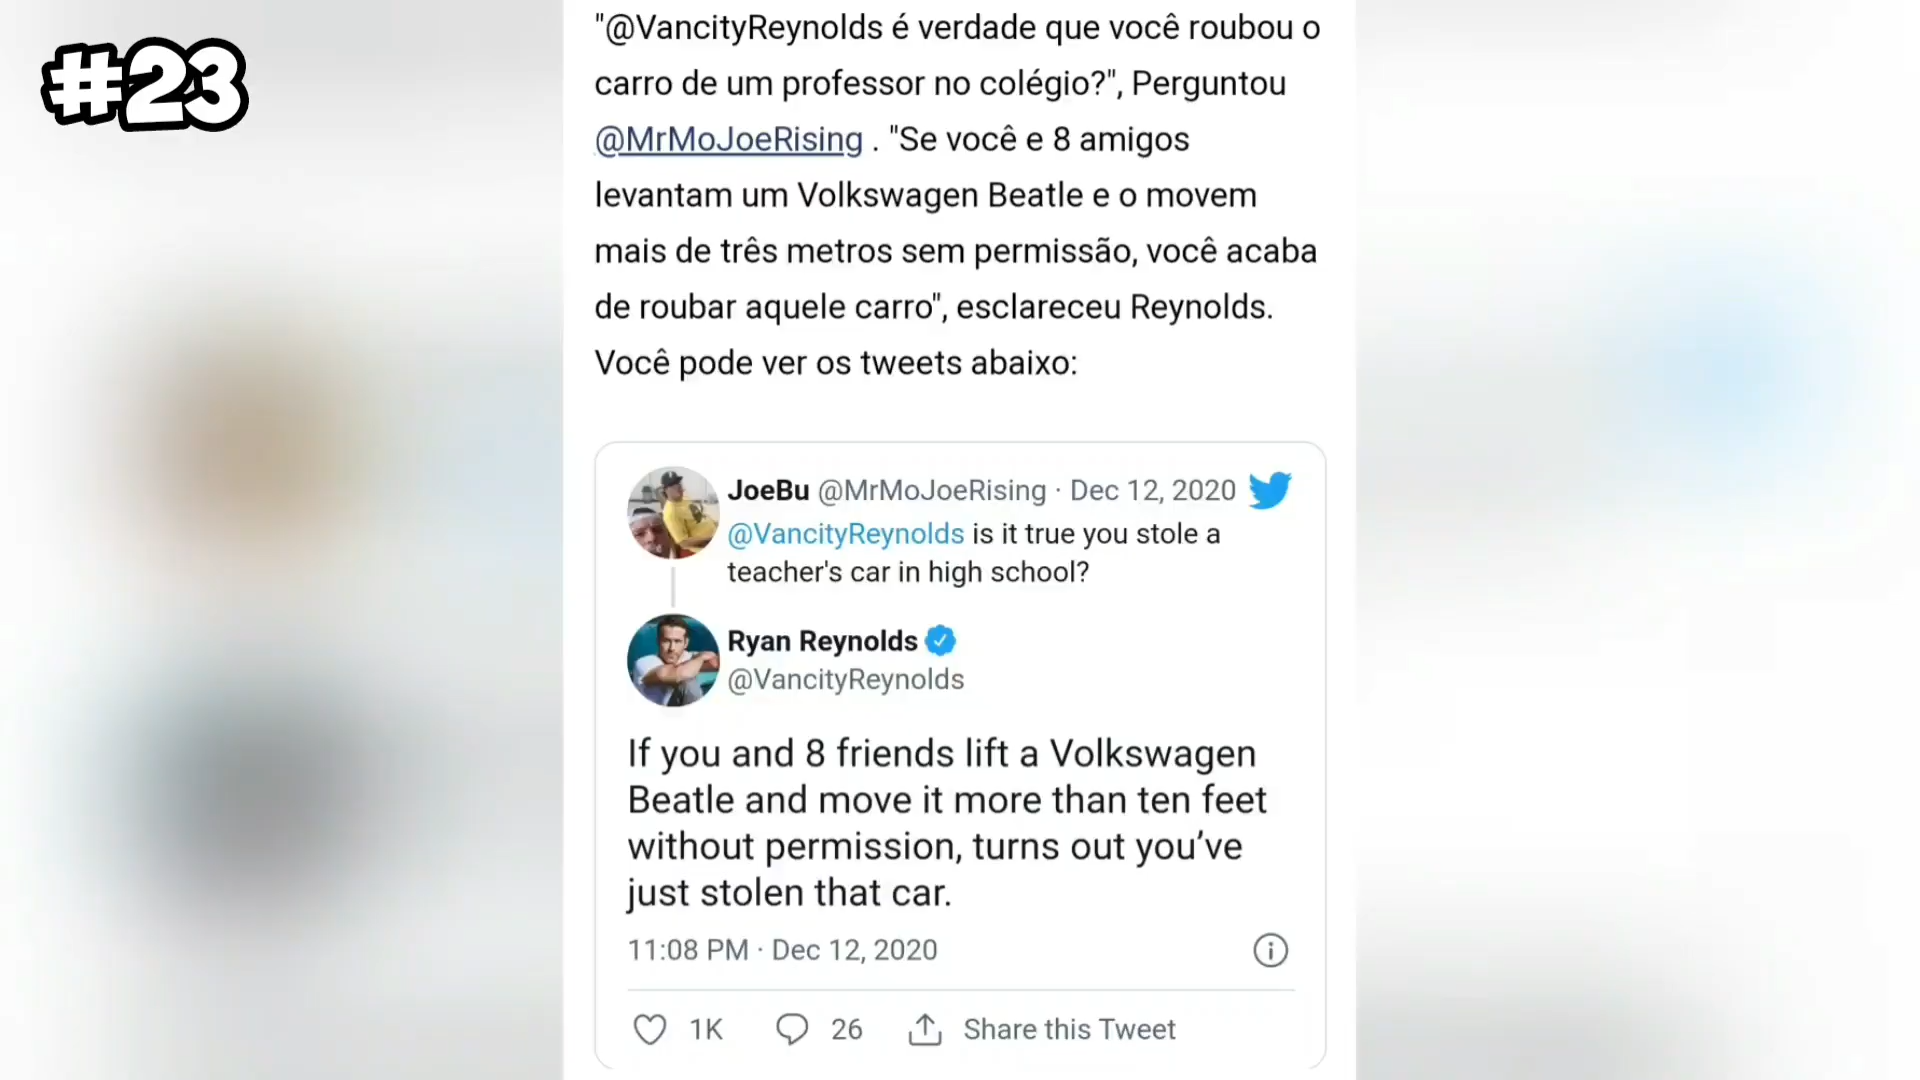 #23
"@VancityReynolds é verdade que você roubou o
carro de um professor no colégio?", Perguntou
@MrMoJoeRising . "Se você e 8 amigos
levantam um Volkswagen Beatle e o movem
mais de três metros sem permissão, você acaba
de roubar aquele carro", esclareceu Reynolds.
Você pode ver os tweets abaixo:
JoeBu @MrMoJoeRising · Dec 12, 2020
@VancityReynolds is it true you stole a
teacher's car in high school?
Ryan Reynolds
@VancityReynolds
If you and 8 friends lift a Volkswagen
Beatle and move it more than ten feet
without permission, turns out you’ve
just stolen that car.
11:08 PM · Dec 12, 2020
1K 26 Share this Tweet